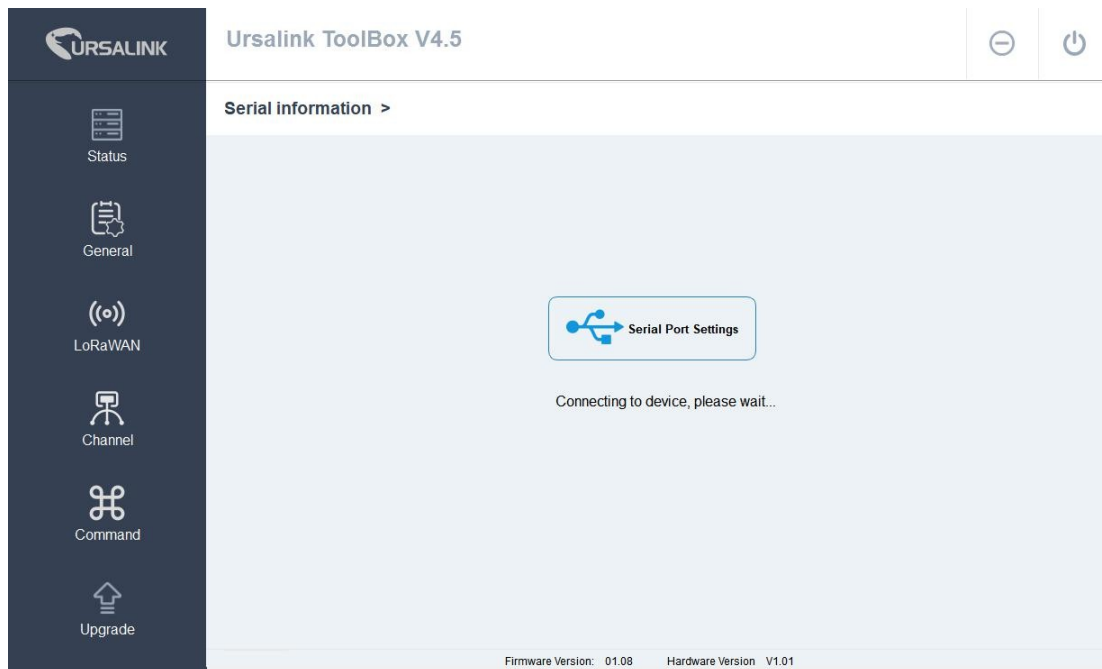 URSALINK
Ursalink ToolBox V4.5
Serial information >
Status
General
LoRaWAN
Channel
Command
Upgrade
Serial Port Settings
Connecting to device, please wait...
Firmware Version: 01.08 Hardware Version V1.01